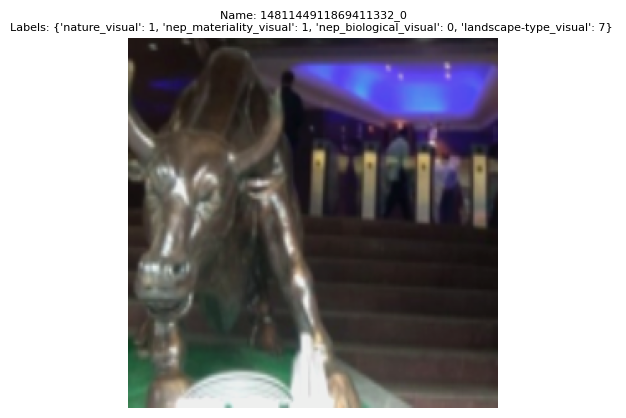 Name: 1481144911869411332_0
Labels: {'nature_visual': 1, 'nep_materiality_visual': 1, 'nep_biological_visual': 0, 'landscape-type_visual': 7}